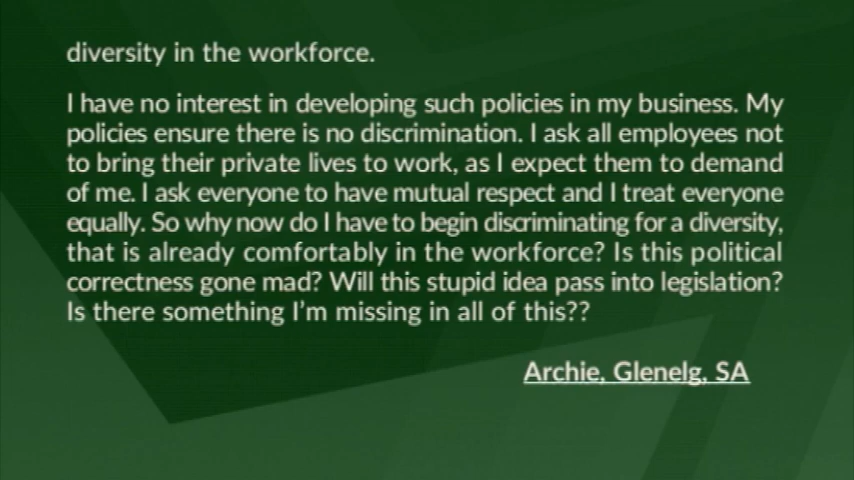 diversity in the workforce.
I have no interest in developing such policies in my business. My
policies ensure there is no discrimination. I ask all employees not
to bring their private lives to work, as I expect them to demand
of me. I ask everyone to have mutual respect and I treat everyone
equally. So why now do I have to begin discriminating for a diversity,
that is already comfortably in the workforce? Is this political
correctness gone mad? Will this stupid idea pass into legislation?
Is there something I'm missing in all of this??
Archie, Glenelg, SA